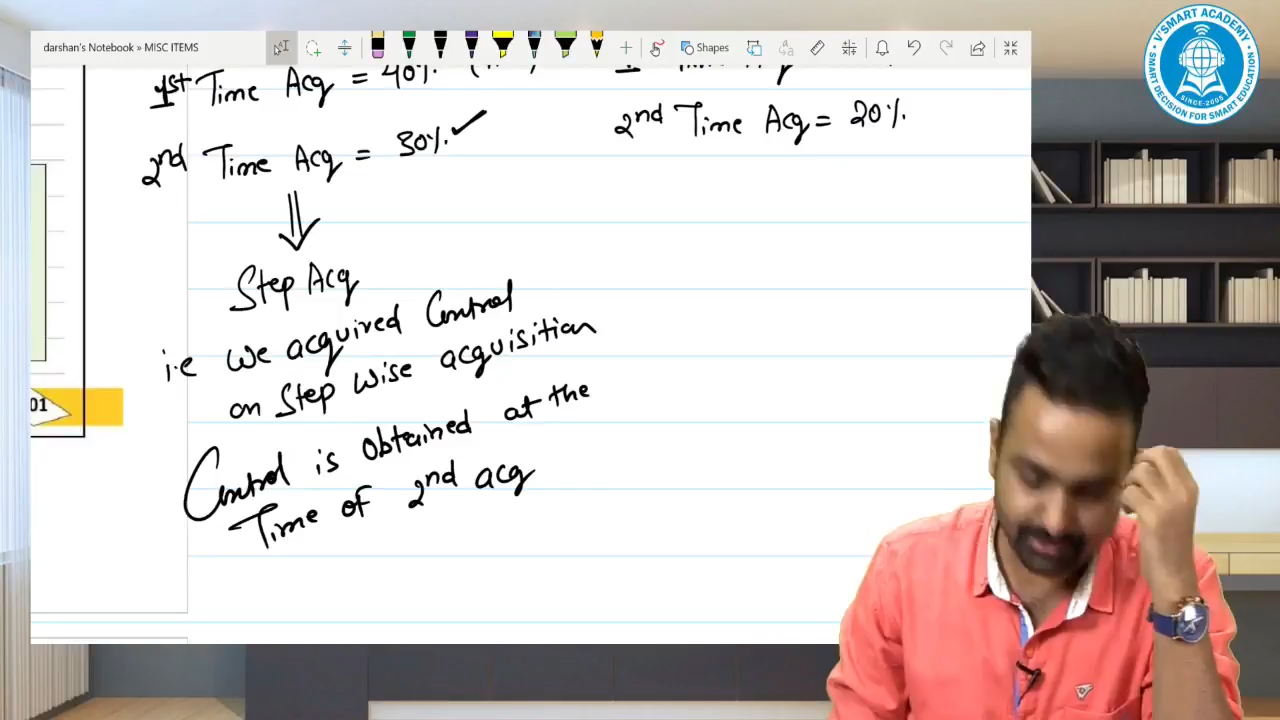 darshan's Notebook » MISC ITEMS
Shapes
V'SMART ACADEMY
SINCE-2005
SMART DECISION FOR SMART EDUCATION
1st Time Acq = 40%
2nd Time Acq = 30% ✓
Step Acq
i.e we acquired Control
on Step wise acquisition
Control is obtained at the
Time of 2nd acq
2nd Time Acq = 20%.
01